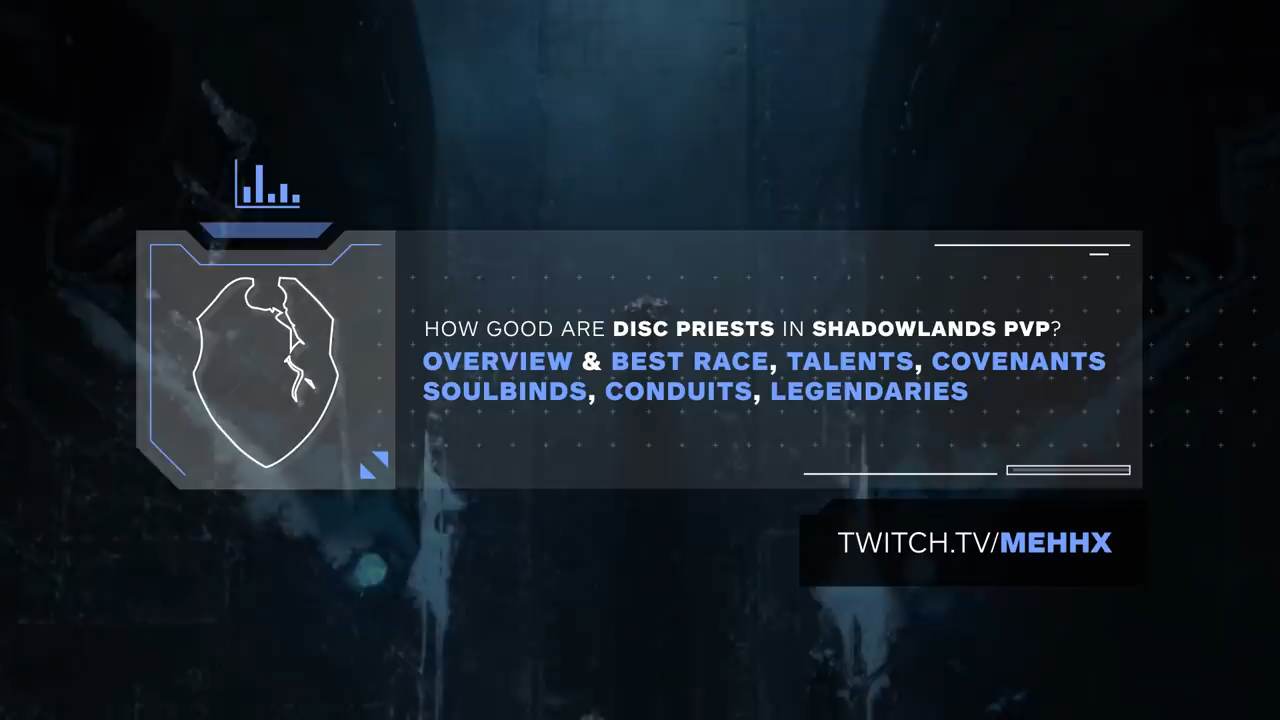 HOW GOOD ARE DISC PRIESTS IN SHADOWLANDS PVP?
OVERVIEW & BEST RACE, TALENTS, COVENANTS
SOULBINDS, CONDUITS, LEGENDARIES
TWITCH.TV/MEHHX